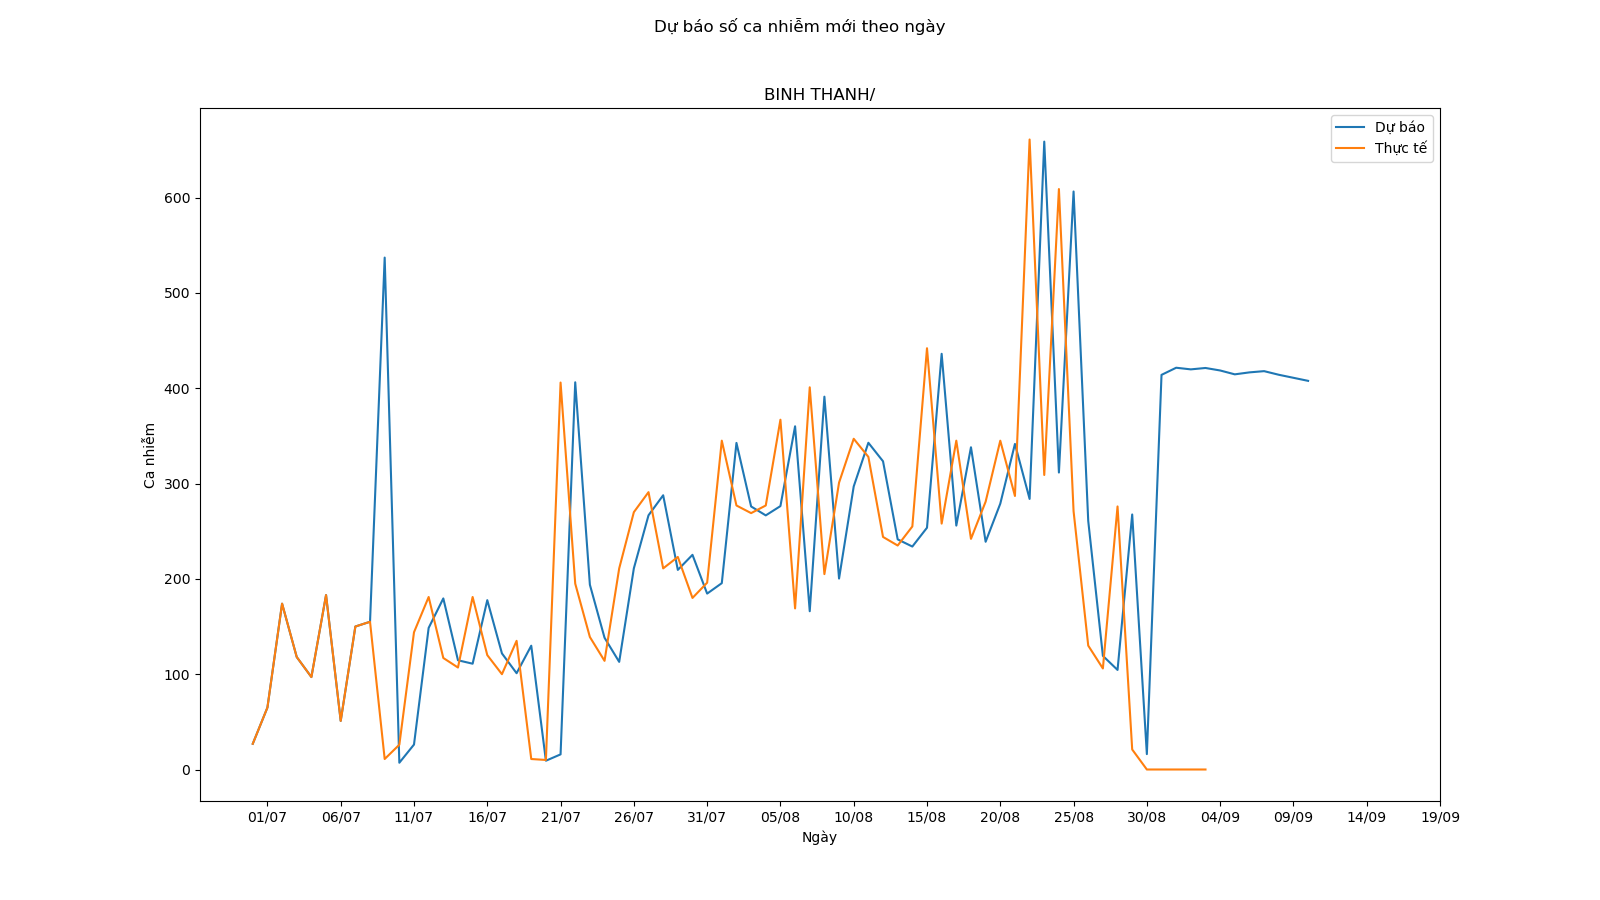 Dự báo số ca nhiễm mới theo ngày
BINH THANH/
Dự báo
Thực tế
600
500
400
300
200
100
0
Ca nhiễm
01/07 06/07 11/07 16/07 21/07 26/07 31/07 05/08 10/08 15/08 20/08 25/08 30/08 04/09 09/09 14/09 19/09
Ngày